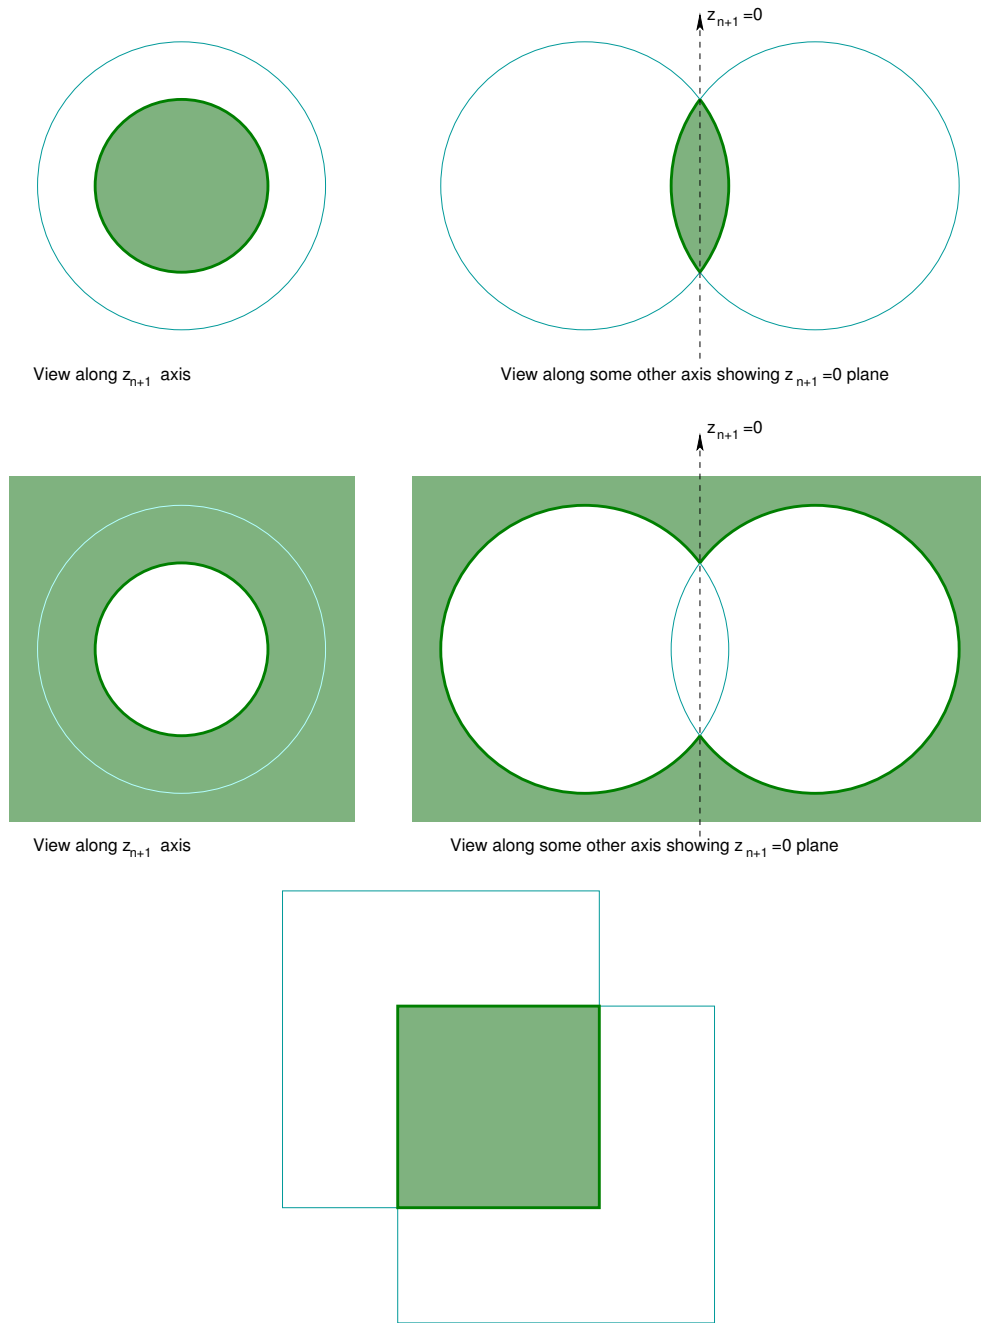 z n+1 =0
View along z n+1 axis
View along some other axis showing z n+1 =0 plane
z n+1 =0
View along z n+1 axis
View along some other axis showing z n+1 =0 plane